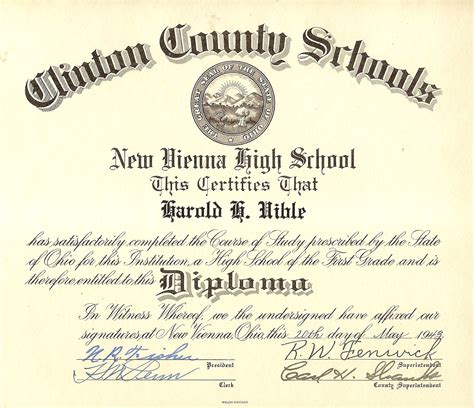 Clinton County Schools
THE GREAT SEAL OF THE STATE OF OHIO
New Vienna High School
This Certifies That
Harold H. Vible
has satisfactorily completed the Course of Study prescribed by the State
of Ohio for this Institution, a High School of the First Grade and is
therefore entitled to this Diploma
In Witness Whereof, we the undersigned have affixed our
signatures, at New Vienna, Ohio, this 20th day of May 1943
R. W. Fenwick
President Superintendent
Carl H.
Clerk County Superintendent